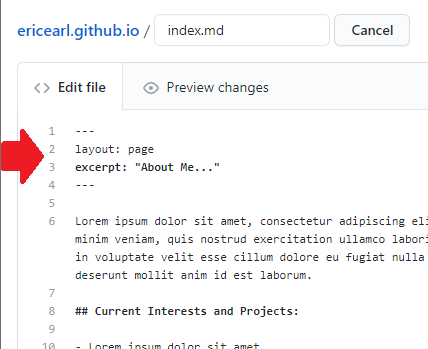 ericearl.github.io / index.md Cancel
Edit file Preview changes
1 ---
2 layout: page
3 excerpt: "About Me..."
4 ---
5
6 Lorem ipsum dolor sit amet, consectetur adipiscing eli
minim veniam, quis nostrud exercitation ullamco labori
in voluptate velit esse cillum dolore eu fugiat nulla
deserunt mollit anim id est laborum.
7
8 ## Current Interests and Projects:
9
10 - Lorem ipsum dolor sit amet